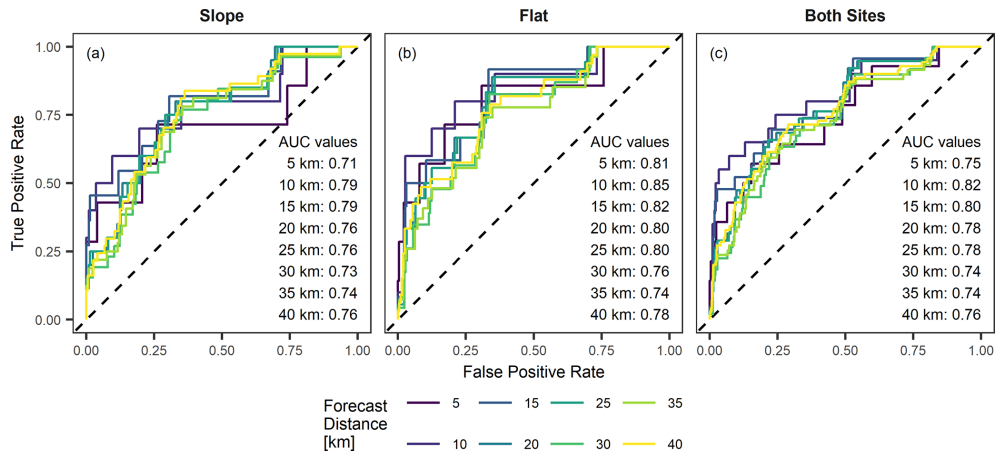 Slope
Flat
Both Sites
(a)
(b)
(c)
True Positive Rate
1.00
0.75
0.50
0.25
0.00
AUC values
5 km: 0.71
10 km: 0.79
15 km: 0.79
20 km: 0.76
25 km: 0.76
30 km: 0.73
35 km: 0.74
40 km: 0.76
AUC values
5 km: 0.81
10 km: 0.85
15 km: 0.82
20 km: 0.80
25 km: 0.80
30 km: 0.76
35 km: 0.74
40 km: 0.78
AUC values
5 km: 0.75
10 km: 0.82
15 km: 0.80
20 km: 0.78
25 km: 0.78
30 km: 0.74
35 km: 0.74
40 km: 0.76
0.00 0.25 0.50 0.75 1.00
0.00 0.25 0.50 0.75 1.00
0.00 0.25 0.50 0.75 1.00
False Positive Rate
Forecast
Distance
[km]
5 15 25 35
10 20 30 40